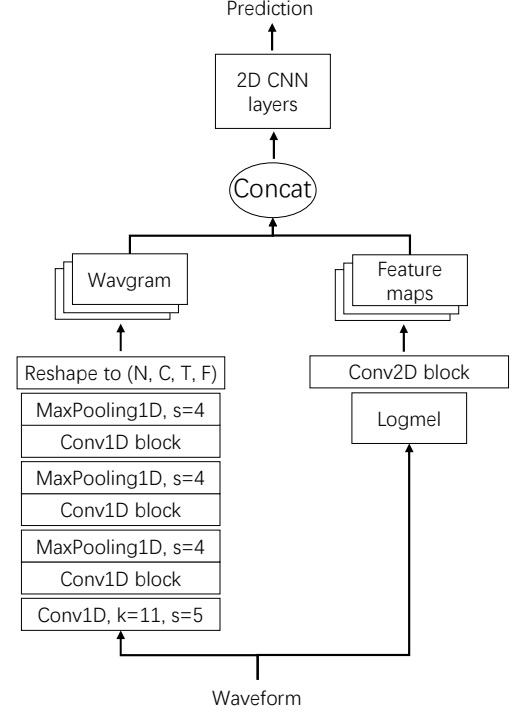 Prediction
2D CNN
layers
Concat
Wavgram
Feature
maps
Reshape to (N, C, T, F)
Conv2D block
MaxPooling1D, s=4
Conv1D block
Logmel
MaxPooling1D, s=4
Conv1D block
MaxPooling1D, s=4
Conv1D block
Conv1D, k=11, s=5
Waveform